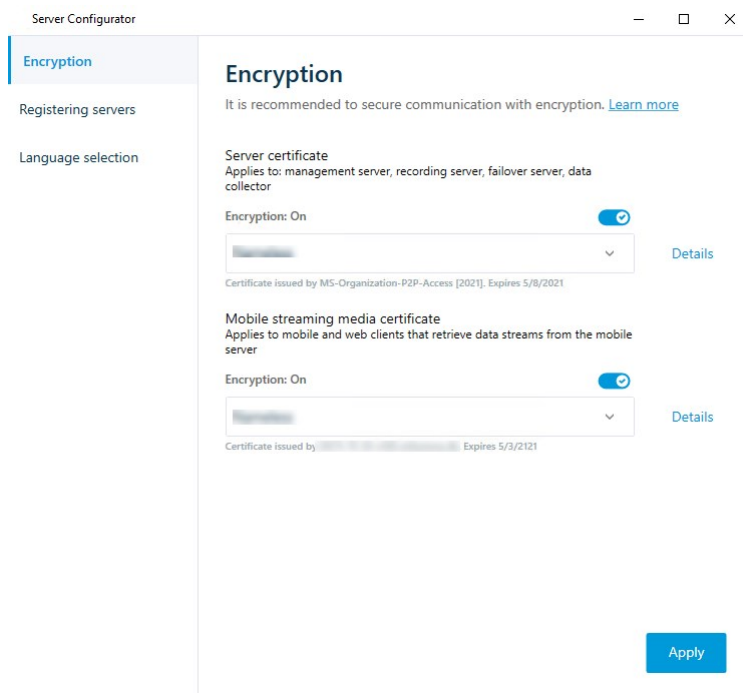 Server Configurator
Encryption
Registering servers
Language selection
Encryption
It is recommended to secure communication with encryption. Learn more
Server certificate
Applies to: management server, recording server, failover server, data
collector
Encryption: On
Details
Certificate issued by MS-Organization-P2P-Access [2021]. Expires 5/8/2021
Mobile streaming media certificate
Applies to mobile and web clients that retrieve data streams from the mobile
server
Encryption: On
Details
Certificate issued by Expires 5/3/2121
Apply